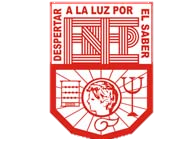 DESPERTAR A LA LUZ POR EL SABER
ENP